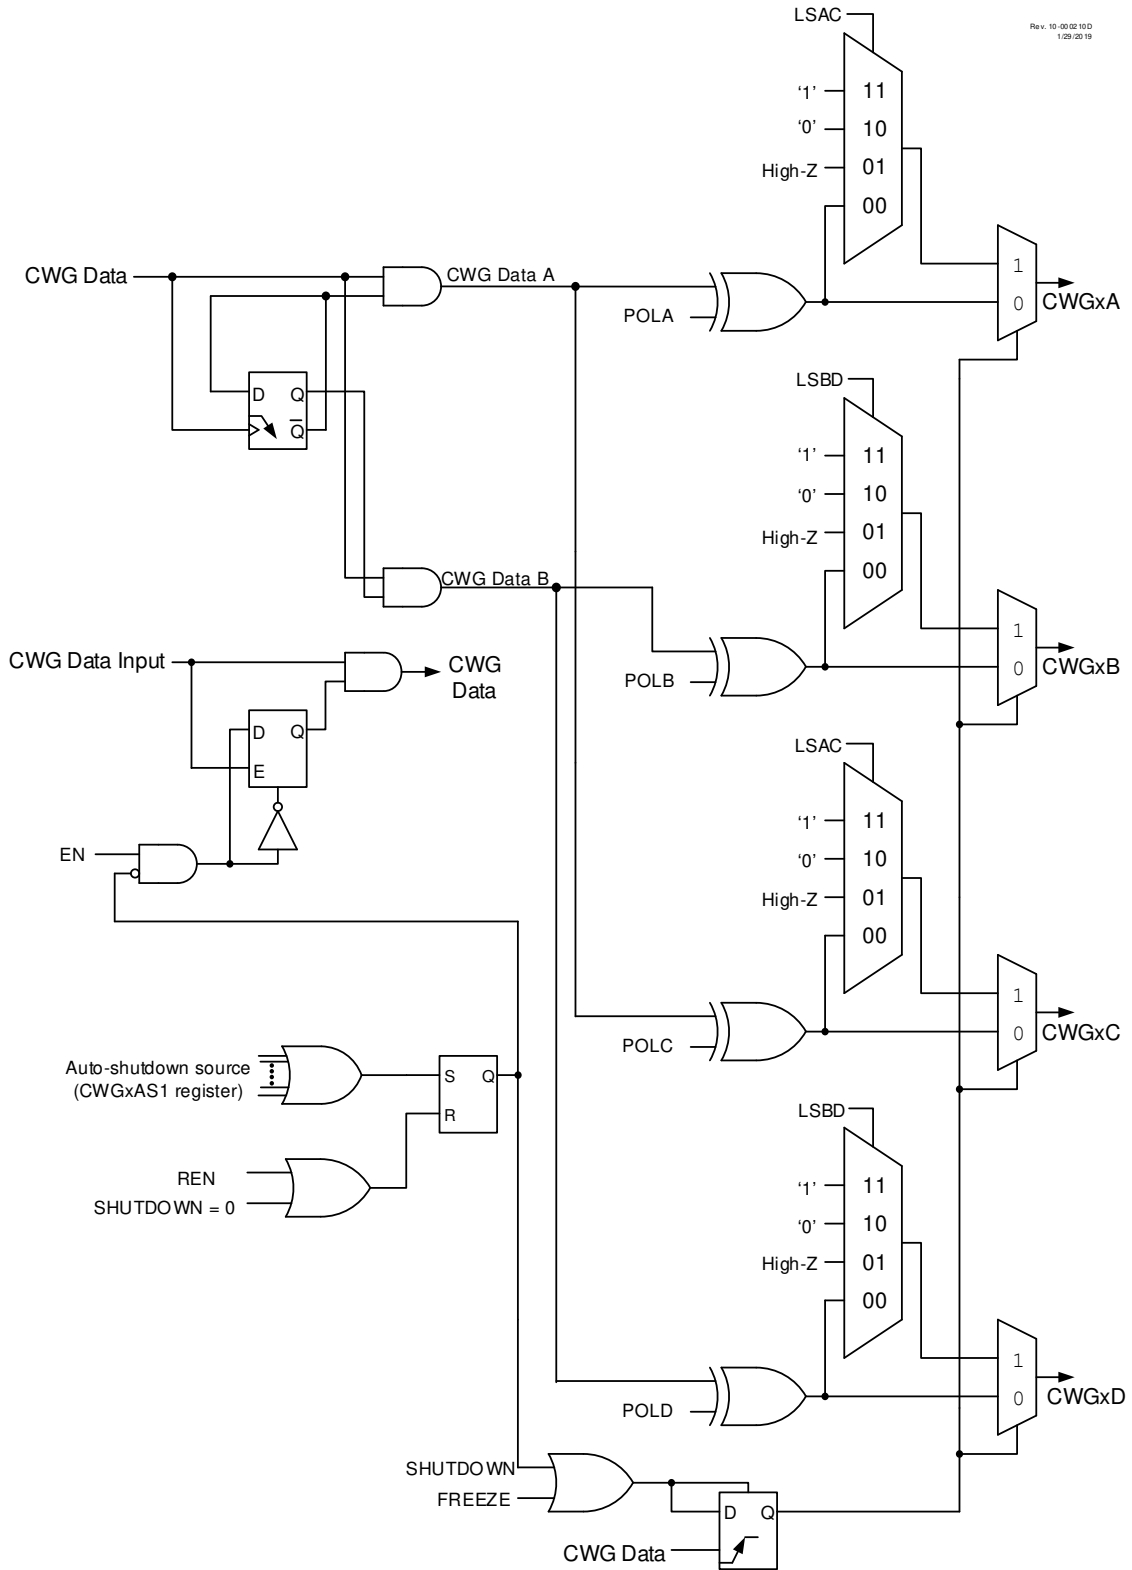 LSAC
Rev. 10-000210D
1/29/2019
‘1’ 11
‘0’ 10
High-Z 01
00
CWG Data
CWG Data A
1
0
CWGxA
POLA
D Q
Q
LSBD
‘1’ 11
‘0’ 10
High-Z 01
00
CWG Data B
1
0
CWGxB
POLB
CWG Data Input
CWG
Data
D Q
E
EN
LSAC
‘1’ 11
‘0’ 10
High-Z 01
00
1
0
CWGxC
POLC
Auto-shutdown source
(CWGxAS1 register)
S Q
R
REN
SHUTDOWN = 0
LSBD
‘1’ 11
‘0’ 10
High-Z 01
00
1
0
CWGxD
POLD
SHUTDOWN
FREEZE
D Q
CWG Data